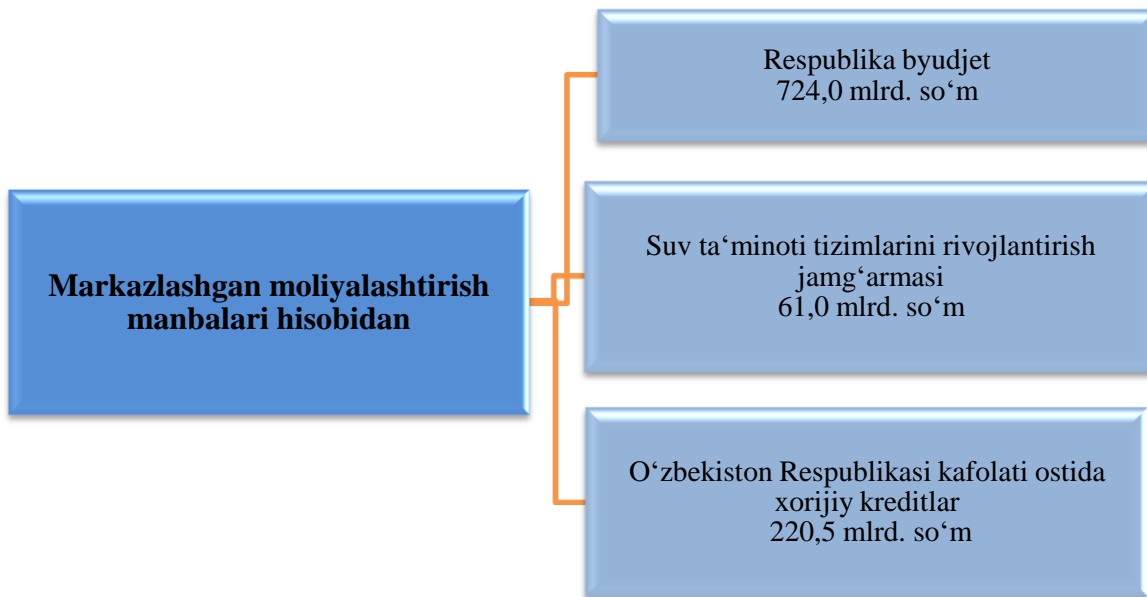 Markazlashgan moliyalashtirish
manbalari hisobidan
Respublika byudjet
724,0 mlrd. so‘m
Suv ta‘minoti tizimlarini rivojlantirish
jamg‘armasi
61,0 mlrd. so‘m
O‘zbekiston Respublikasi kafolati ostida
xorijiy kreditlar
220,5 mlrd. so‘m